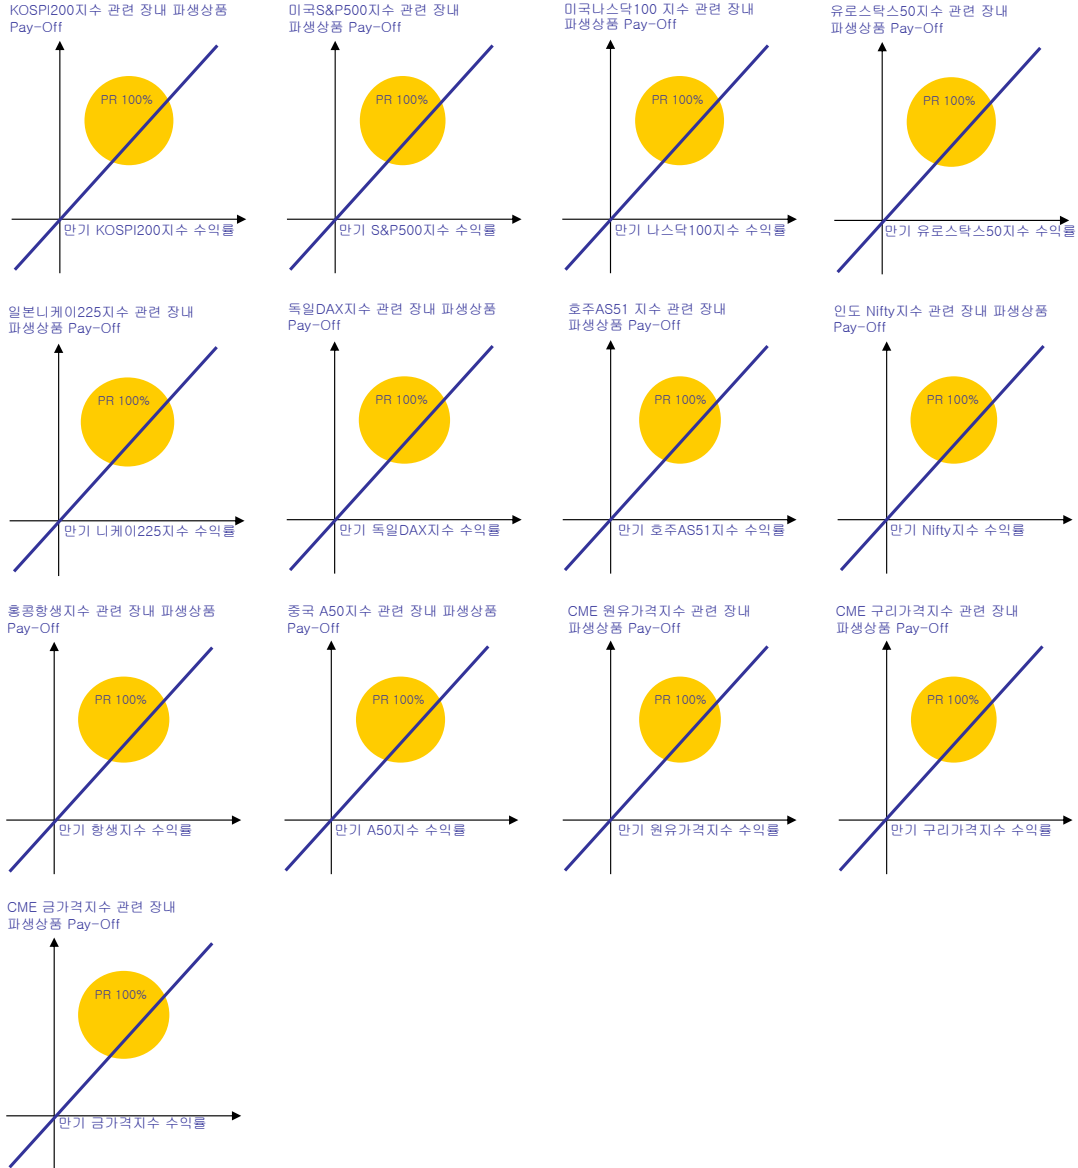 KOSPI200지수 관련 장내 파생상품
Pay-Off
PR 100%
만기 KOSPI200지수 수익률
미국S&P500지수 관련 장내
파생상품 Pay-Off
PR 100%
만기 S&P500지수 수익률
미국나스닥100 지수 관련 장내
파생상품 Pay-Off
PR 100%
만기 나스닥100지수 수익률
유로스탁스50지수 관련 장내
파생상품 Pay-Off
PR 100%
만기 유로스탁스50지수 수익률
일본니케이225지수 관련 장내
파생상품 Pay-Off
PR 100%
만기 니케이225지수 수익률
독일DAX지수 관련 장내 파생상품
Pay-Off
PR 100%
만기 독일DAX지수 수익률
호주AS51 지수 관련 장내
파생상품 Pay-Off
PR 100%
만기 호주AS51지수 수익률
인도 Nifty지수 관련 장내 파생상품
Pay-Off
PR 100%
만기 Nifty지수 수익률
홍콩항생지수 관련 장내 파생상품
Pay-Off
PR 100%
만기 항생지수 수익률
중국 A50지수 관련 장내 파생상품
Pay-Off
PR 100%
만기 A50지수 수익률
CME 원유가격지수 관련 장내
파생상품 Pay-Off
PR 100%
만기 원유가격지수 수익률
CME 구리가격지수 관련 장내
파생상품 Pay-Off
PR 100%
만기 구리가격지수 수익률
CME 금가격지수 관련 장내
파생상품 Pay-Off
PR 100%
만기 금가격지수 수익률